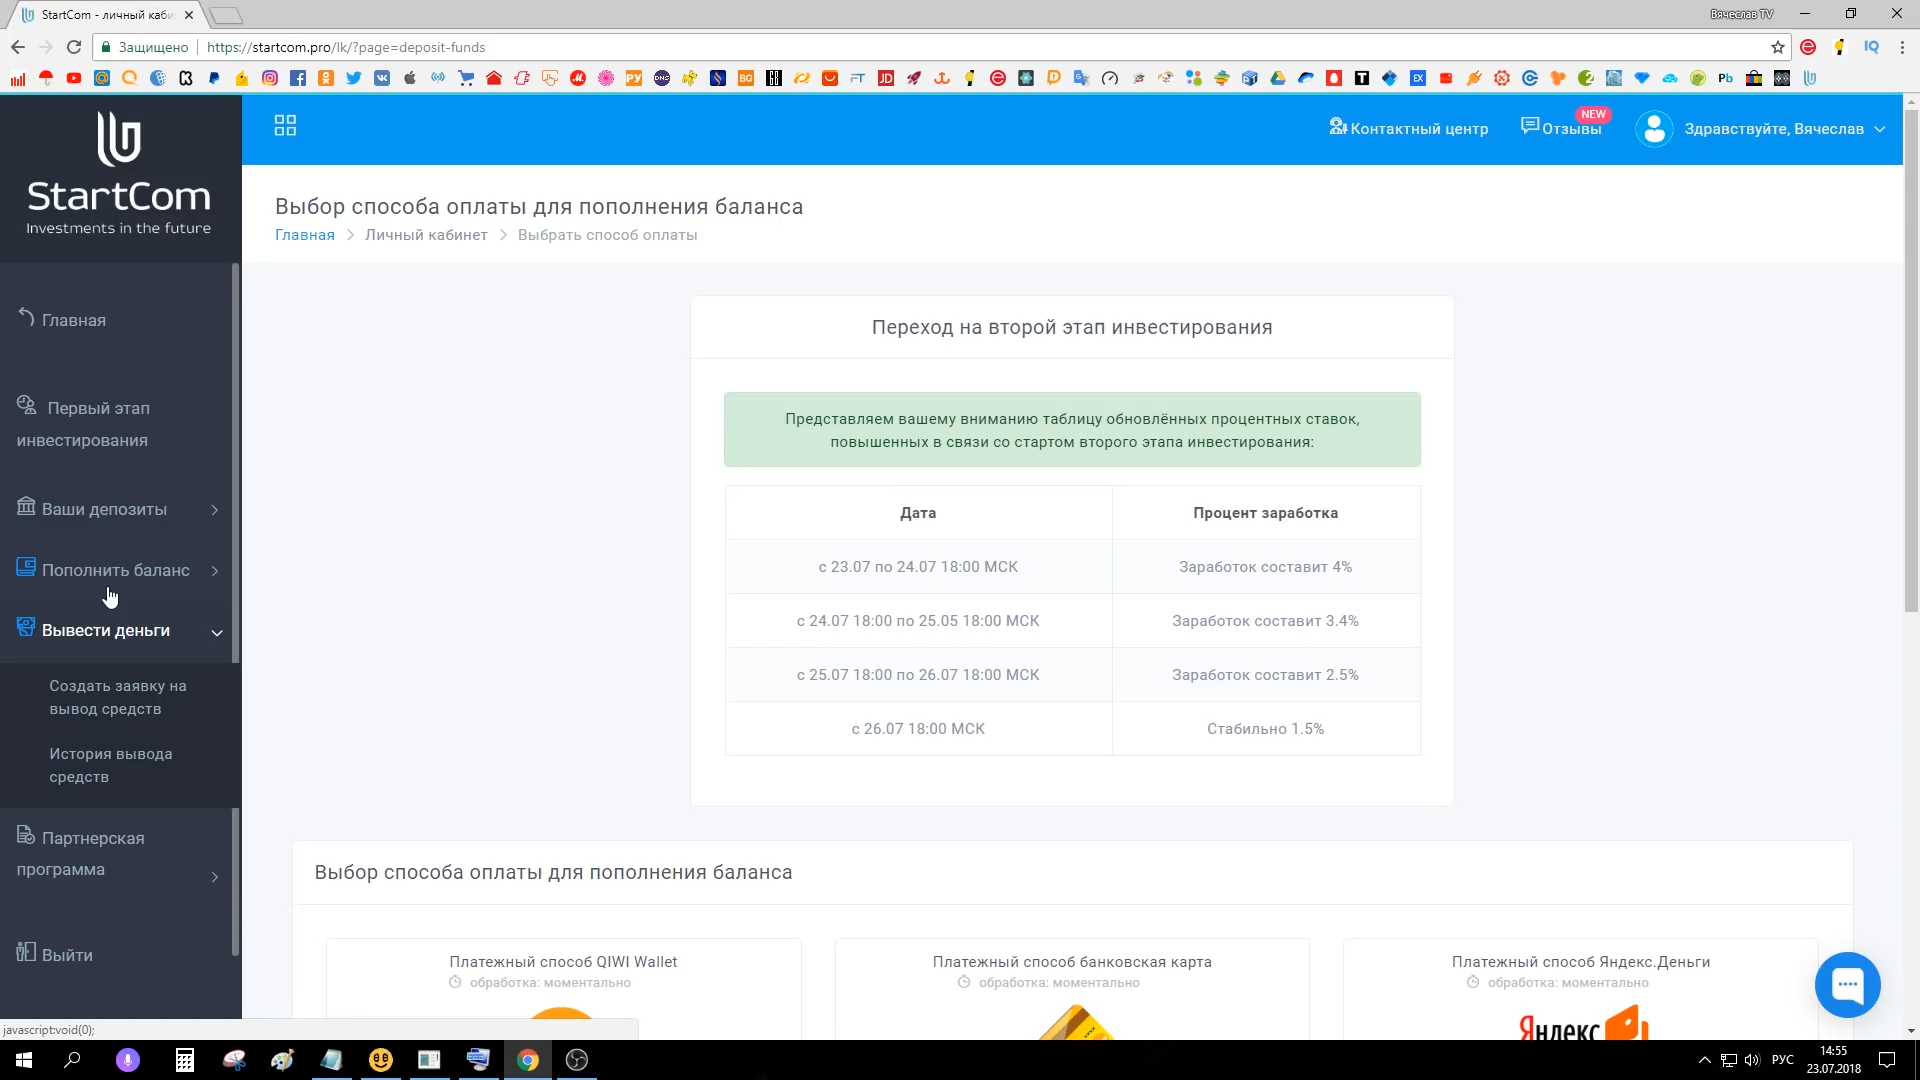 StartCom - личный каби
Вячеслав TV
Защищено
https://startcom.pro/lk/?page=deposit-funds
StartCom
Investments in the future
Контактный центр
Отзывы
NEW
Здравствуйте, Вячеслав
Главная
Первый этап
инвестирования
Ваши депозиты
Пополнить баланс
Вывести деньги
Создать заявку на
вывод средств
История вывода
средств
Партнерская
программа
Выйти
javascript:void(0);
Выбор способа оплаты для пополнения баланса
Главная > Личный кабинет > Выбрать способ оплаты
Переход на второй этап инвестирования
Представляем вашему вниманию таблицу обновлённых процентных ставок,
повышенных в связи со стартом второго этапа инвестирования:
Дата Процент заработка
с 23.07 по 24.07 18:00 МСК Заработок составит 4%
с 24.07 18:00 по 25.05 18:00 МСК Заработок составит 3.4%
с 25.07 18:00 по 26.07 18:00 МСК Заработок составит 2.5%
с 26.07 18:00 МСК Стабильно 1.5%
Выбор способа оплаты для пополнения баланса
Платежный способ QIWI Wallet
обработка: моментально
Платежный способ банковская карта
обработка: моментально
Платежный способ Яндекс.Деньги
обработка: моментально
Яндекс
РУС
14:55
23.07.2018